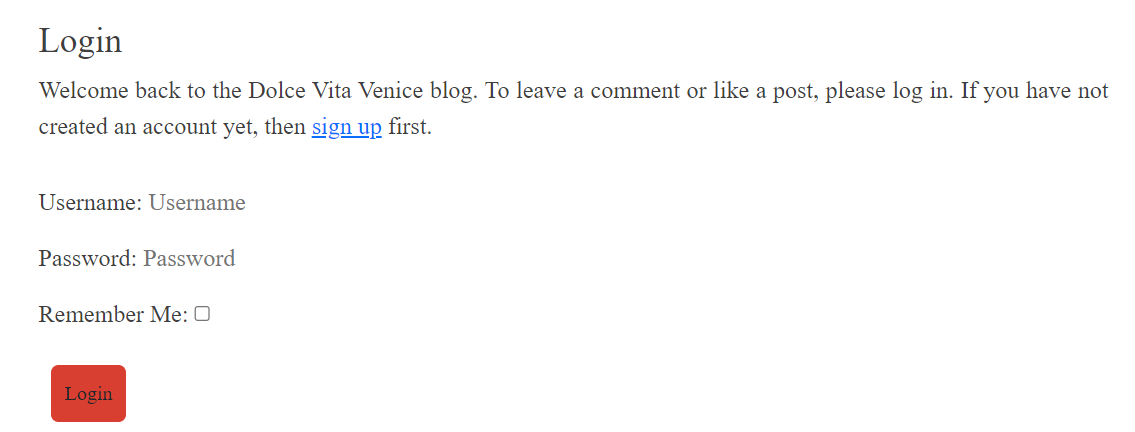 Login
Welcome back to the Dolce Vita Venice blog. To leave a comment or like a post, please log in. If you have not
created an account yet, then sign up first.
Username: Username
Password: Password
Remember Me:
Login